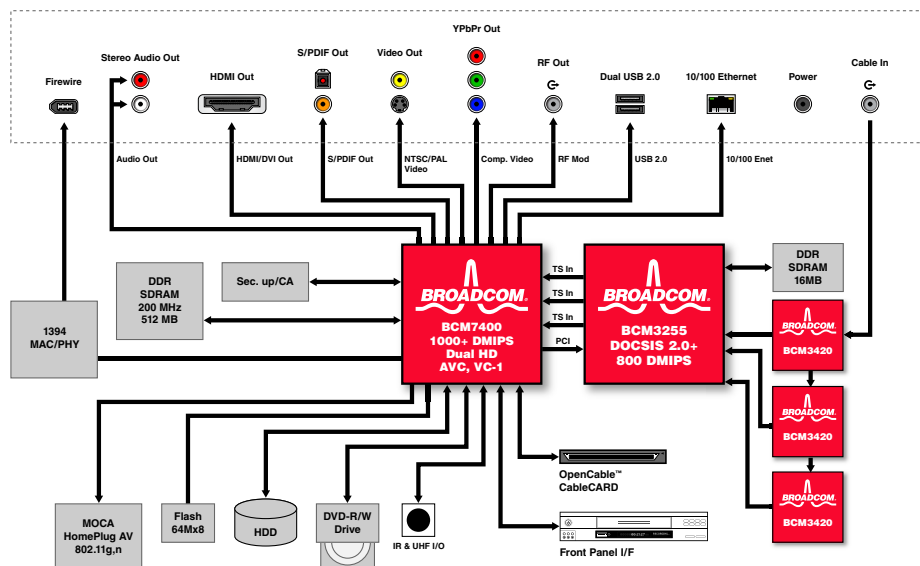 YPbPr Out
Stereo Audio Out
S/PDIF Out
Video Out
RF Out
Cable In
Firewire
HDMI Out
Dual USB 2.0
10/100 Ethernet
Power
Audio Out
HDMI/DVI Out
S/PDIF Out
NTSC/PAL
Video
Comp. Video
RF Mod
USB 2.0
10/100 Enet
DDR
SDRAM
200 MHz
512 MB
Sec. up/CA
BROADCOM®
BCM7400
1000+ DMIPS
Dual HD
AVC, VC-1
TS In
TS In
TS In
PCI
BROADCOM®
BCM3255
DOCSIS 2.0+
800 DMIPS
DDR
SDRAM
16MB
1394
MAC/PHY
BROADCOM®
BCM3420
BROADCOM®
BCM3420
BROADCOM®
BCM3420
OpenCable™
CableCARD
MOCA
HomePlug AV
802.11g,n
Flash
64Mx8
HDD
DVD-R/W
Drive
IR & UHF I/O
Front Panel I/F